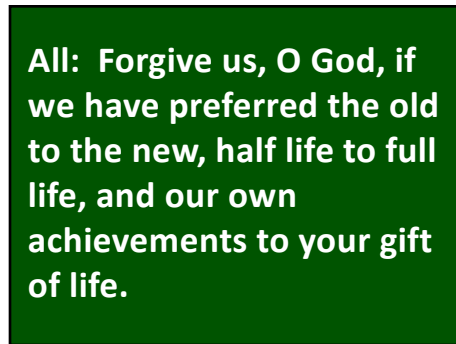 All:  Forgive us, O God, if
we have preferred the old
to the new, half life to full
life, and our own
achievements to your gift
of life.